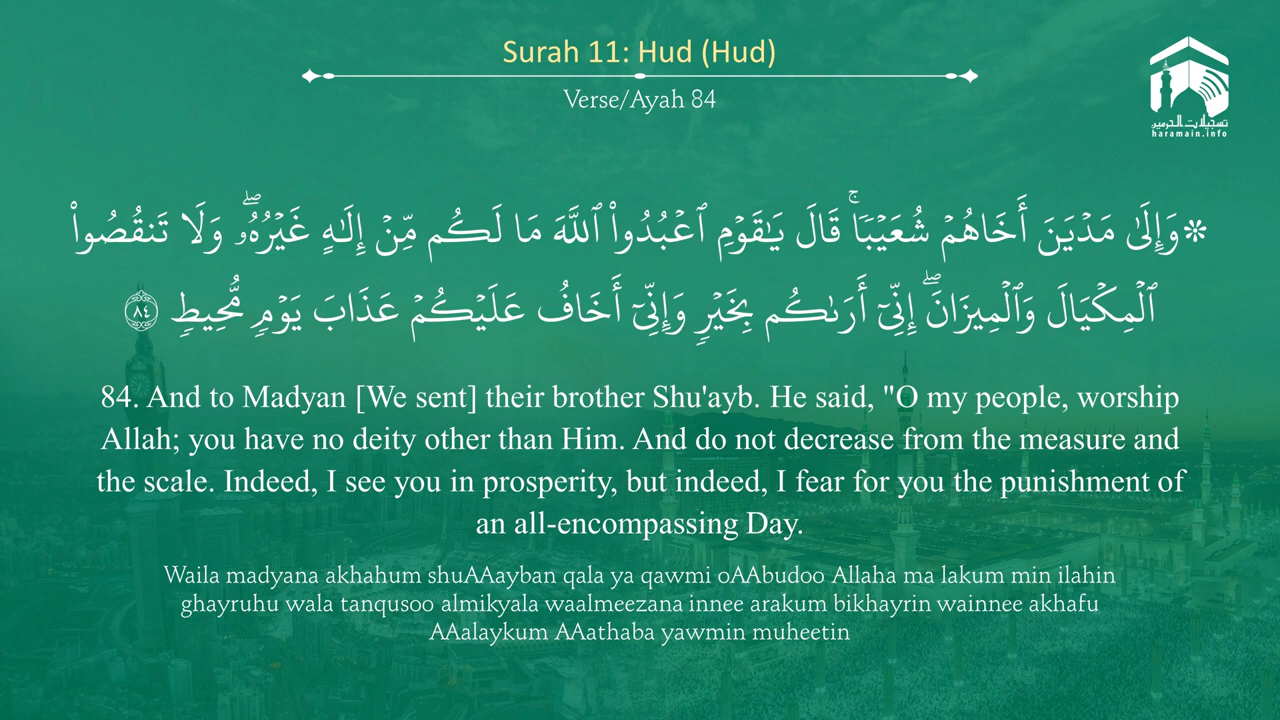 Surah 11: Hud (Hud)
Verse/Ayah 84
تسجيلات الحرمين
haramain.info
۞وَإِلَىٰ مَدۡيَنَ أَخَاهُمۡ شُعَيۡبٗاۚ قَالَ يَٰقَوۡمِ ٱعۡبُدُواْ ٱللَّهَ مَا لَكُم مِّنۡ إِلَٰهٍ غَيۡرُهُۥۖ وَلَا تَنقُصُواْ
ٱلۡمِكۡيَالَ وَٱلۡمِيزَانَۖ إِنِّيٓ أَرَىٰكُم بِخَيۡرٖ وَإِنِّيٓ أَخَافُ عَلَيۡكُمۡ عَذَابَ يَوۡمٖ مُّحِيطٖ ٨٤
84. And to Madyan [We sent] their brother Shu'ayb. He said, "O my people, worship
Allah; you have no deity other than Him. And do not decrease from the measure and
the scale. Indeed, I see you in prosperity, but indeed, I fear for you the punishment of
an all-encompassing Day.
Waila madyana akhahum shuAAayban qala ya qawmi oAAbudoo Allaha ma lakum min ilahin
ghayruhu wala tanqusoo almikyala waalmeezana innee arakum bikhayrin wainnee akhafu
AAalaykum AAathaba yawmin muheetin